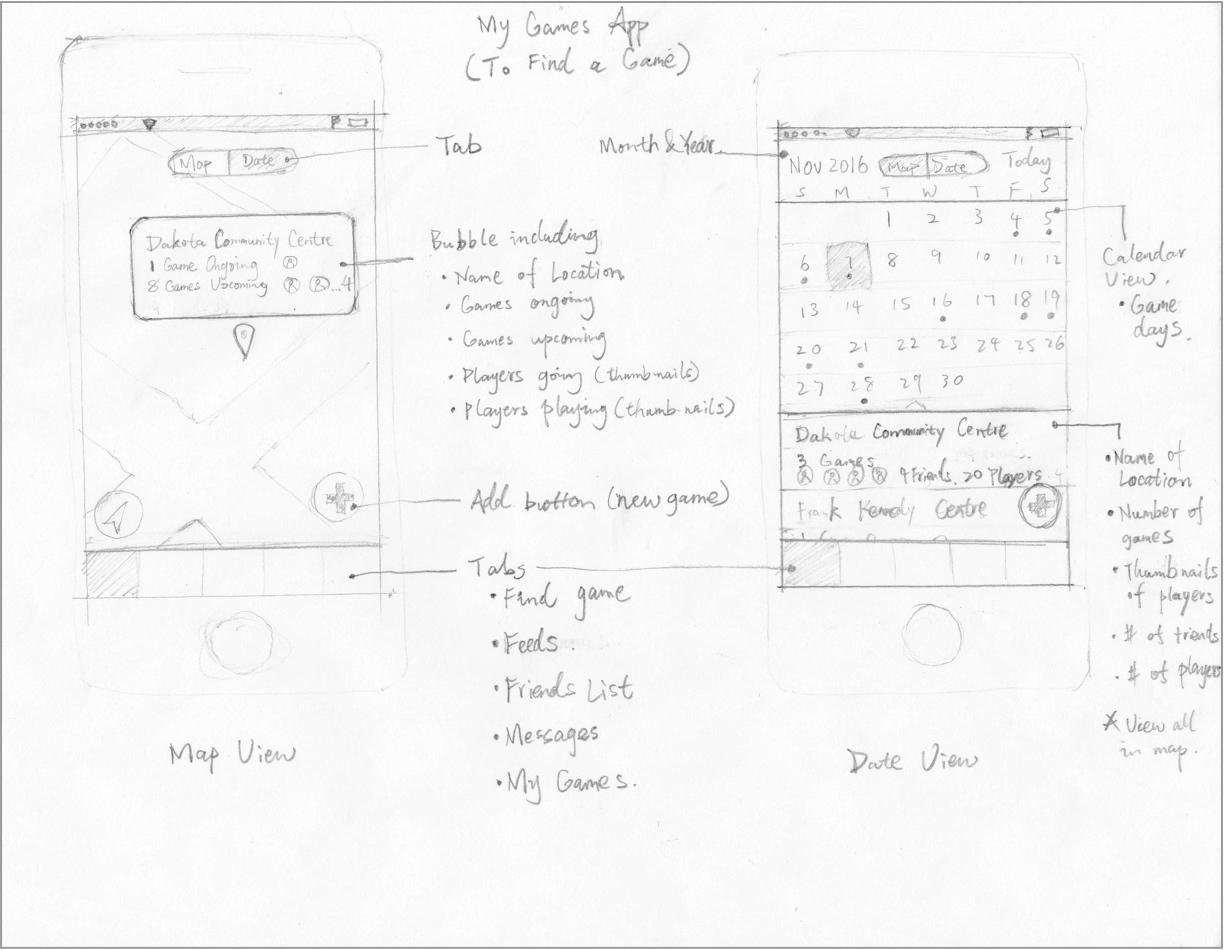 My Games App
(To Find a Game)
Map Date
Tab
Dakota Community Centre
1 Game Ongoing
8 Games Upcoming ...4
Bubble including
• Name of Location
• Games ongoing
• Games upcoming
• Players going (thumb-nails)
• Players playing (thumb-nails)
Add button (new game)
Tabs
• Find game
• Feeds.
• Friends List
• Messages
• My Games.
Map View
Month & Year
Nov 2016 Map Date Today
S M T W T F S
1 2 3 4 5
6 7 8 9 10 11 12
13 14 15 16 17 18 19
20 21 22 23 24 25 26
27 28 29 30
Dakota Community Centre
3 Games
4 Friends, 20 Players
Frank Kennedy Centre
Calendar
View.
• Game
days.
• Name of
Location
• Number of
games
• Thumbnails
of players
• # of friends
• # of players
* View all
in map.
Date View